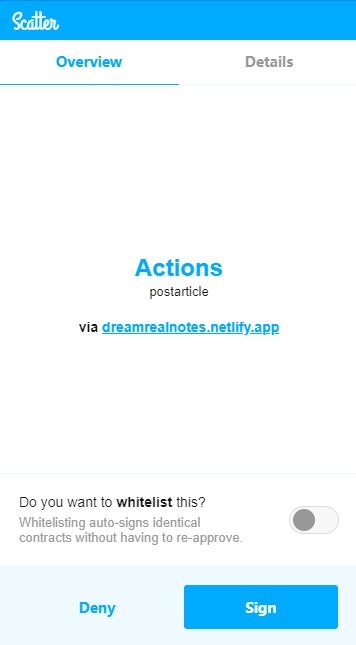 Scatter
Overview
Details
Actions
postarticle
via dreamrealnotes.netlify.app
Do you want to whitelist this?
Whitelisting auto-signs identical
contracts without having to re-approve.
Deny
Sign